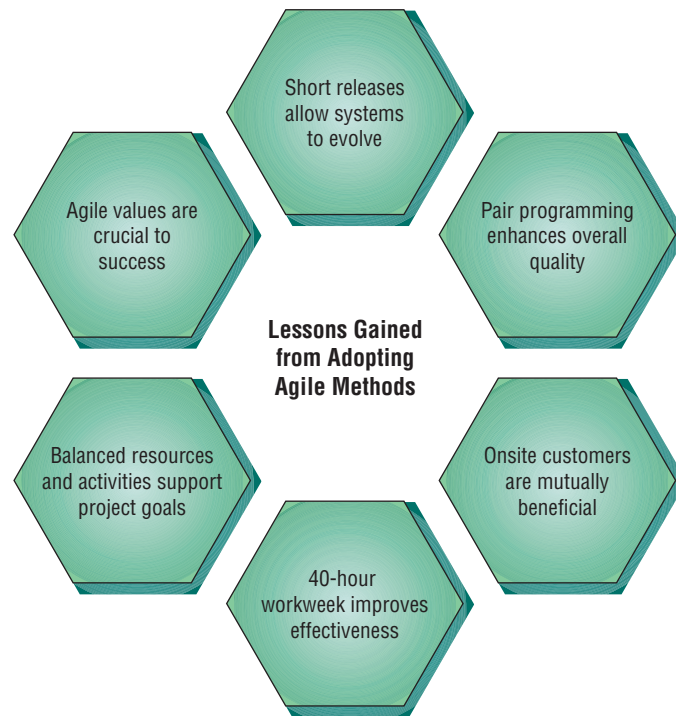 Short releases
allow systems
to evolve
Agile values are
crucial to
success
Pair programming
enhances overall
quality
Lessons Gained
from Adopting
Agile Methods
Balanced resources
and activities support
project goals
Onsite customers
are mutually
beneficial
40-hour
workweek improves
effectiveness